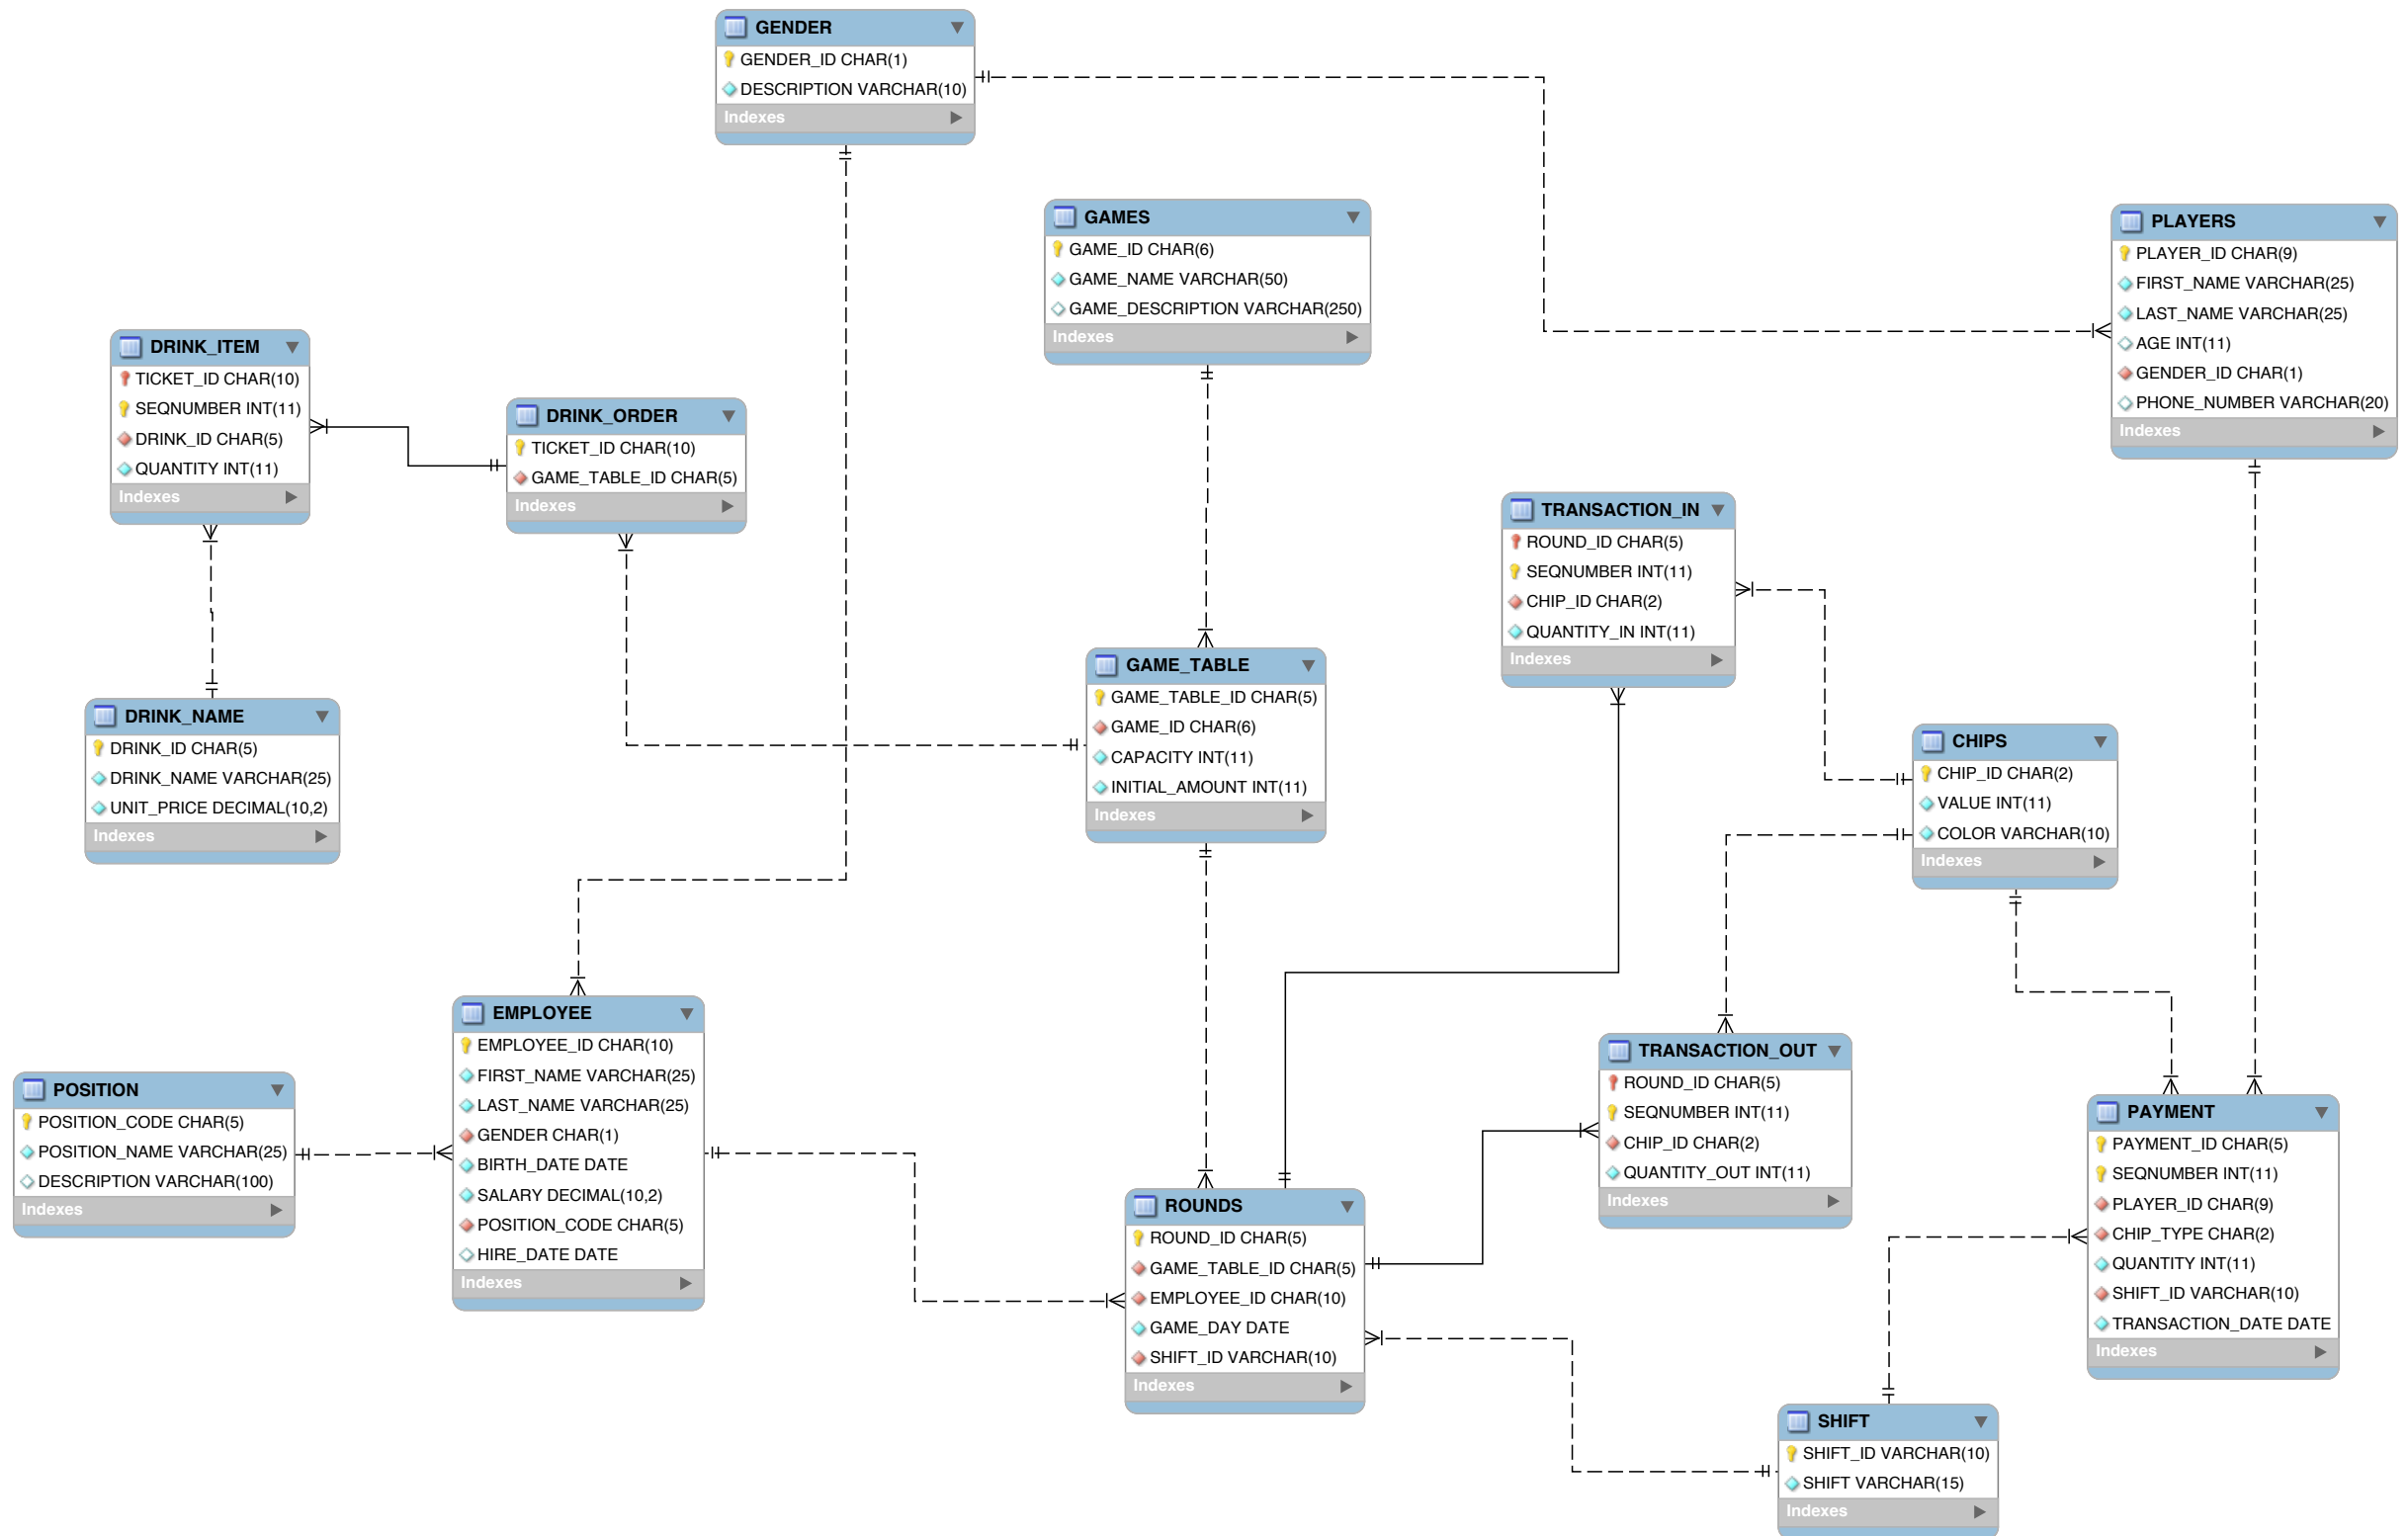 GENDER
GENDER_ID CHAR(1)
DESCRIPTION VARCHAR(10)
Indexes
GAMES
GAME_ID CHAR(6)
GAME_NAME VARCHAR(50)
GAME_DESCRIPTION VARCHAR(250)
Indexes
PLAYERS
PLAYER_ID CHAR(9)
FIRST_NAME VARCHAR(25)
LAST_NAME VARCHAR(25)
AGE INT(11)
GENDER_ID CHAR(1)
PHONE_NUMBER VARCHAR(20)
Indexes
DRINK_ITEM
TICKET_ID CHAR(10)
SEQNUMBER INT(11)
DRINK_ID CHAR(5)
QUANTITY INT(11)
Indexes
DRINK_ORDER
TICKET_ID CHAR(10)
GAME_TABLE_ID CHAR(5)
Indexes
TRANSACTION_IN
ROUND_ID CHAR(5)
SEQNUMBER INT(11)
CHIP_ID CHAR(2)
QUANTITY_IN INT(11)
Indexes
GAME_TABLE
GAME_TABLE_ID CHAR(5)
GAME_ID CHAR(6)
CAPACITY INT(11)
INITIAL_AMOUNT INT(11)
Indexes
DRINK_NAME
DRINK_ID CHAR(5)
DRINK_NAME VARCHAR(25)
UNIT_PRICE DECIMAL(10,2)
Indexes
CHIPS
CHIP_ID CHAR(2)
VALUE INT(11)
COLOR VARCHAR(10)
Indexes
EMPLOYEE
EMPLOYEE_ID CHAR(10)
FIRST_NAME VARCHAR(25)
LAST_NAME VARCHAR(25)
GENDER CHAR(1)
BIRTH_DATE DATE
SALARY DECIMAL(10,2)
POSITION_CODE CHAR(5)
HIRE_DATE DATE
Indexes
TRANSACTION_OUT
ROUND_ID CHAR(5)
SEQNUMBER INT(11)
CHIP_ID CHAR(2)
QUANTITY_OUT INT(11)
Indexes
POSITION
POSITION_CODE CHAR(5)
POSITION_NAME VARCHAR(25)
DESCRIPTION VARCHAR(100)
Indexes
PAYMENT
PAYMENT_ID CHAR(5)
SEQNUMBER INT(11)
PLAYER_ID CHAR(9)
CHIP_TYPE CHAR(2)
QUANTITY INT(11)
SHIFT_ID VARCHAR(10)
TRANSACTION_DATE DATE
Indexes
ROUNDS
ROUND_ID CHAR(5)
GAME_TABLE_ID CHAR(5)
EMPLOYEE_ID CHAR(10)
GAME_DAY DATE
SHIFT_ID VARCHAR(10)
Indexes
SHIFT
SHIFT_ID VARCHAR(10)
SHIFT VARCHAR(15)
Indexes